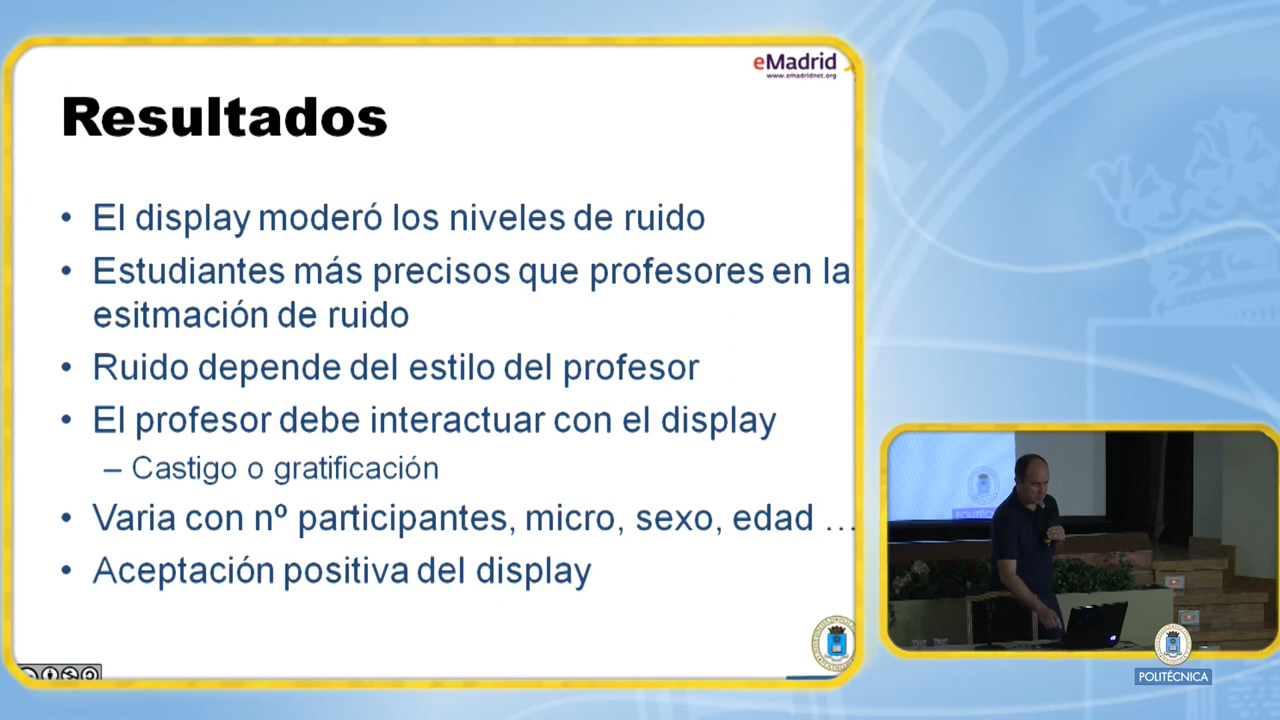 eMadrid
www.emadridnet.org
Resultados
• El display moderó los niveles de ruido
• Estudiantes más precisos que profesores en la
esitmación de ruido
• Ruido depende del estilo del profesor
• El profesor debe interactuar con el display
– Castigo o gratificación
• Varia con nº participantes, micro, sexo, edad …
• Aceptación positiva del display
POLITÉCNICA